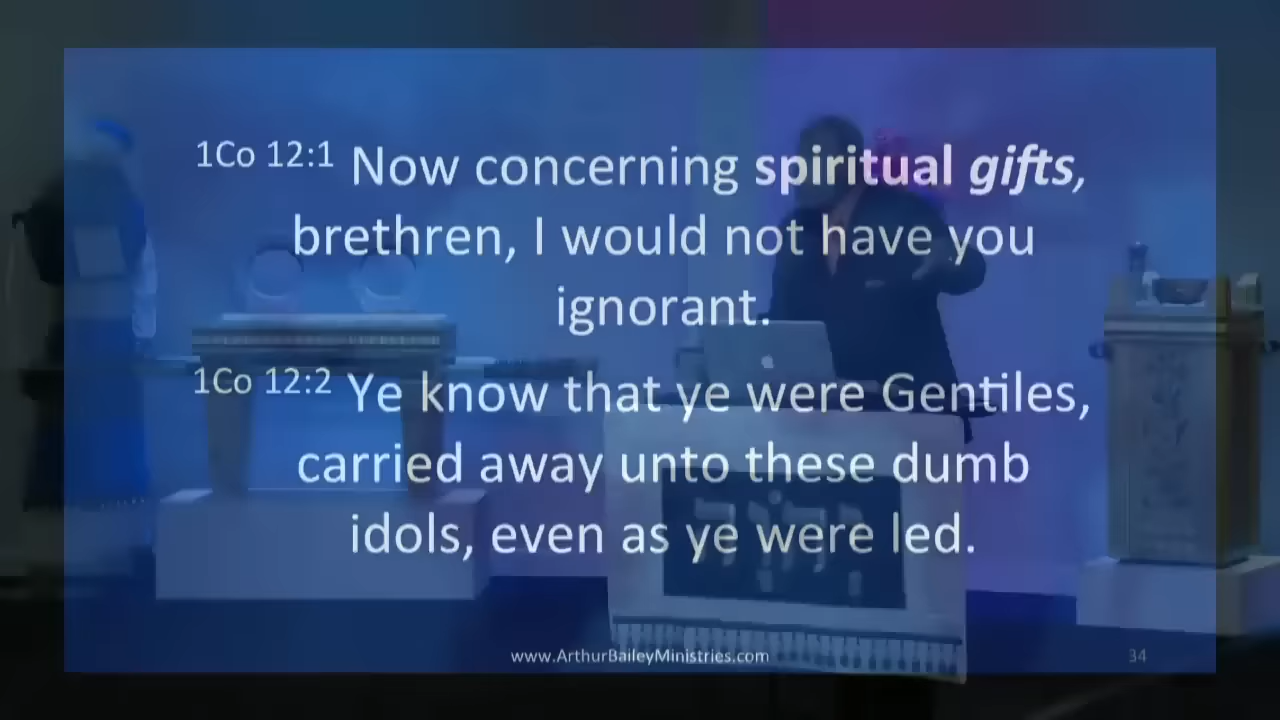 1Co 12:1 Now concerning spiritual gifts,
brethren, I would not have you
ignorant.
1Co 12:2 Ye know that ye were Gentiles,
carried away unto these dumb
idols, even as ye were led.
יהוה
www.ArthurBaileyMinistries.com
34